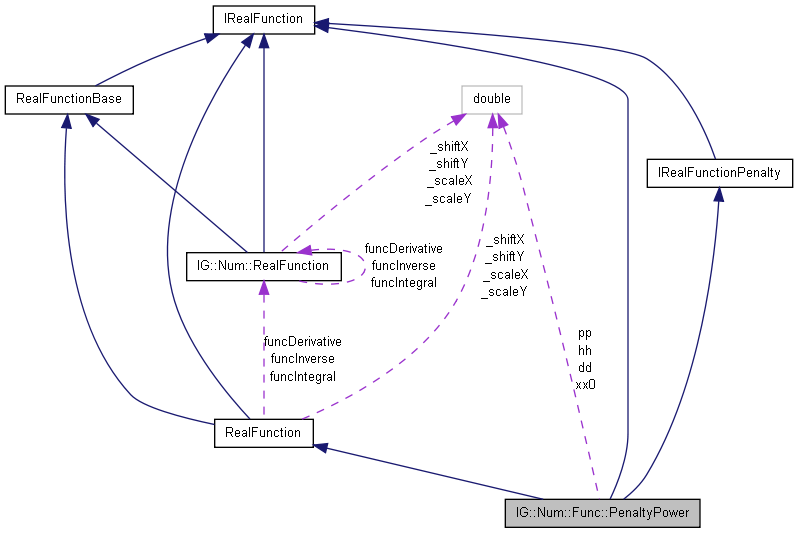 IRealFunction
RealFunctionBase
double
_shiftX
_shiftY
_scaleX
_scaleY
IRealFunctionPenalty
IG::Num::RealFunction
funcDerivative
funcInverse
funcIntegral
_shiftX
_shiftY
_scaleX
_scaleY
funcDerivative
funcInverse
funcIntegral
pp
hh
dd
xx0
RealFunction
IG::Num::Func::PenaltyPower